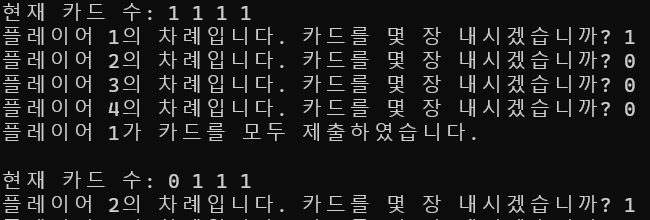 현재 카드 수: 1 1 1 1
플레이어 1의 차례입니다. 카드를 몇 장 내시겠습니까? 1
플레이어 2의 차례입니다. 카드를 몇 장 내시겠습니까? 0
플레이어 3의 차례입니다. 카드를 몇 장 내시겠습니까? 0
플레이어 4의 차례입니다. 카드를 몇 장 내시겠습니까? 0
플레이어 1가 카드를 모두 제출하였습니다.
현재 카드 수: 0 1 1 1
플레이어 2의 차례입니다. 카드를 몇 장 내시겠습니까? 1